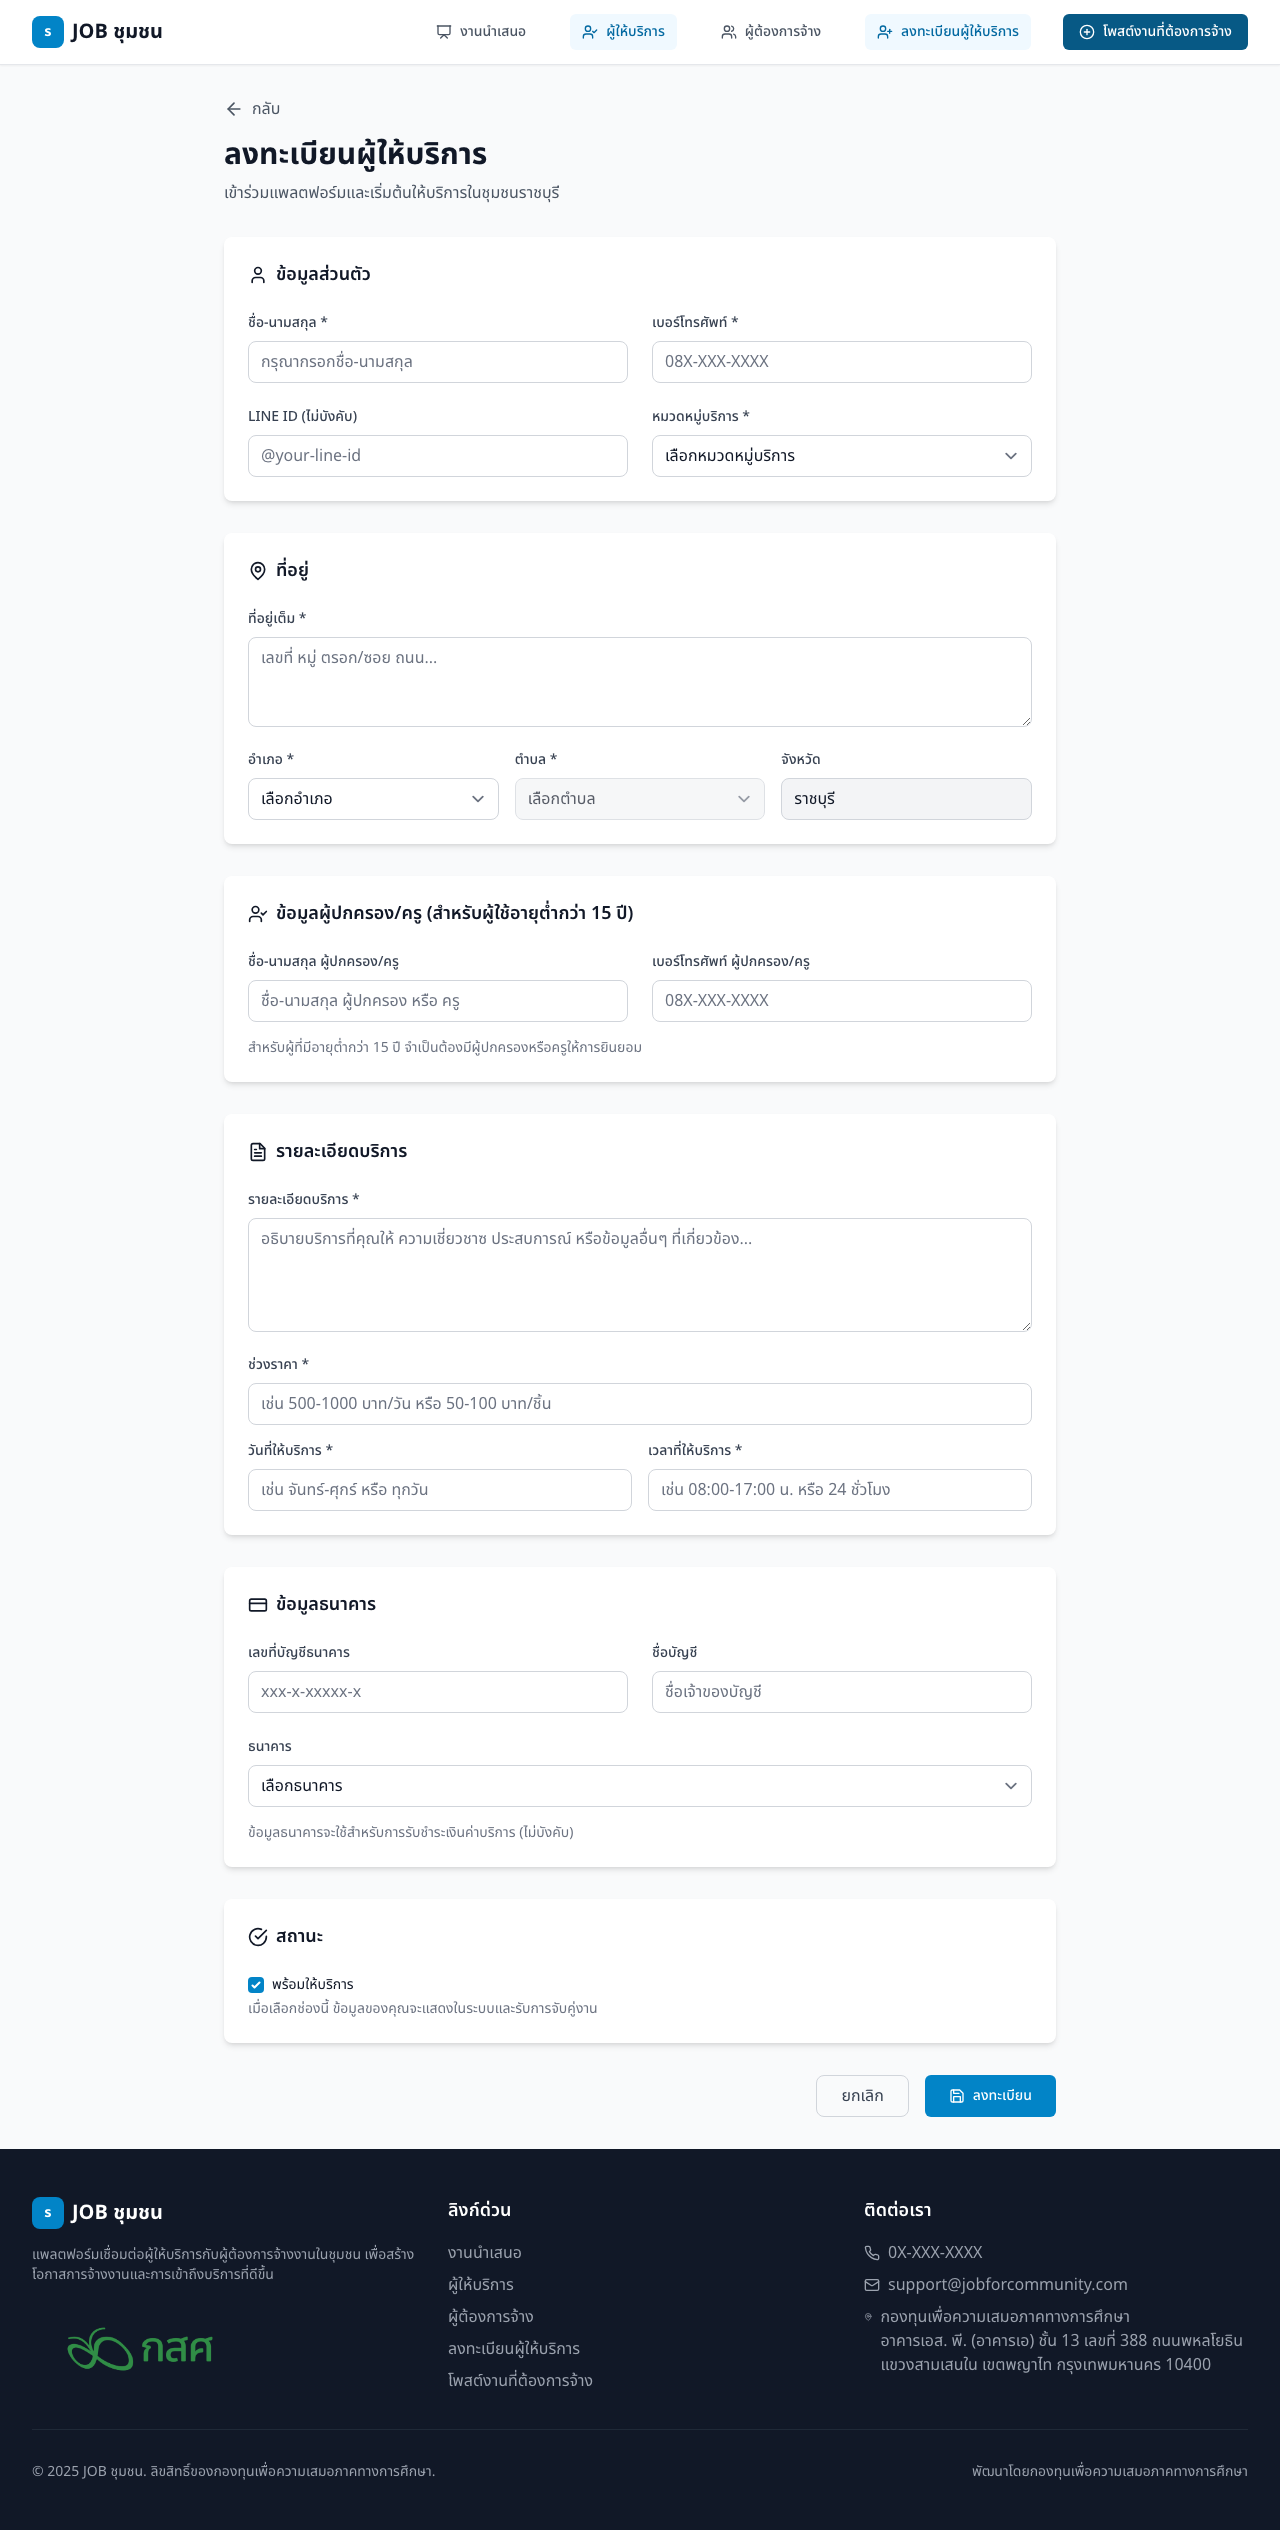 s JOB ชุมชน
งานนำเสนอ
ผู้ให้บริการ
ผู้ต้องการจ้าง
ลงทะเบียนผู้ให้บริการ
โพสต์งานที่ต้องการจ้าง
กลับ
ลงทะเบียนผู้ให้บริการ
เข้าร่วมแพลตฟอร์มและเริ่มต้นให้บริการในชุมชนราชบุรี
ข้อมูลส่วนตัว
ชื่อ-นามสกุล *
เบอร์โทรศัพท์ *
กรุณากรอกชื่อ-นามสกุล
08X-XXX-XXXX
LINE ID (ไม่บังคับ)
หมวดหมู่บริการ *
@your-line-id
เลือกหมวดหมู่บริการ
ที่อยู่
ที่อยู่เต็ม *
เลขที่ หมู่ ตรอก/ซอย ถนน...
อำเภอ *
ตำบล *
จังหวัด
เลือกอำเภอ
เลือกตำบล
ราชบุรี
ข้อมูลผู้ปกครอง/ครู (สำหรับผู้ใช้อายุต่ำกว่า 15 ปี)
ชื่อ-นามสกุล ผู้ปกครอง/ครู
เบอร์โทรศัพท์ ผู้ปกครอง/ครู
ชื่อ-นามสกุล ผู้ปกครอง หรือ ครู
08X-XXX-XXXX
สำหรับผู้ที่มีอายุต่ำกว่า 15 ปี จำเป็นต้องมีผู้ปกครองหรือครูให้การยินยอม
รายละเอียดบริการ
รายละเอียดบริการ *
อธิบายบริการที่คุณให้ ความเชี่ยวชาช ประสบการณ์ หรือข้อมูลอื่นๆ ที่เกี่ยวข้อง...
ช่วงราคา *
เช่น 500-1000 บาท/วัน หรือ 50-100 บาท/ชิ้น
วันที่ให้บริการ *
เวลาที่ให้บริการ *
เช่น จันทร์-ศุกร์ หรือ ทุกวัน
เช่น 08:00-17:00 น. หรือ 24 ชั่วโมง
ข้อมูลธนาคาร
เลขที่บัญชีธนาคาร
ชื่อบัญชี
xxx-x-xxxxx-x
ชื่อเจ้าของบัญชี
ธนาคาร
เลือกธนาคาร
ข้อมูลธนาคารจะใช้สำหรับการรับชำระเงินค่าบริการ (ไม่บังคับ)
สถานะ
พร้อมให้บริการ
เมื่อเลือกช่องนี้ ข้อมูลของคุณจะแสดงในระบบและรับการจับคู่งาน
ยกเลิก
ลงทะเบียน
s JOB ชุมชน
แพลตฟอร์มเชื่อมต่อผู้ให้บริการกับผู้ต้องการจ้างงานในชุมชน เพื่อสร้าง
โอกาสการจ้างงานและการเข้าถึงบริการที่ดีขึ้น
กสศ
ลิงก์ด่วน
งานนำเสนอ
ผู้ให้บริการ
ผู้ต้องการจ้าง
ลงทะเบียนผู้ให้บริการ
โพสต์งานที่ต้องการจ้าง
ติดต่อเรา
0X-XXX-XXXX
support@jobforcommunity.com
กองทุนเพื่อความเสมอภาคทางการศึกษา
อาคารเอส. พี. (อาคารเอ) ชั้น 13 เลขที่ 388 ถนนพหลโยธิน
แขวงสามเสนใน เขตพญาไท กรุงเทพมหานคร 10400
© 2025 JOB ชุมชน. ลิขสิทธิ์ของกองทุนเพื่อความเสมอภาคทางการศึกษา.
พัฒนาโดยกองทุนเพื่อความเสมอภาคทางการศึกษา